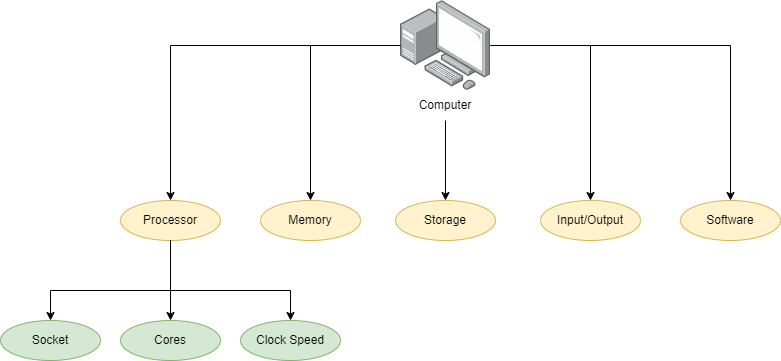 Computer
Processor
Memory
Storage
Input/Output
Software
Socket
Cores
Clock Speed